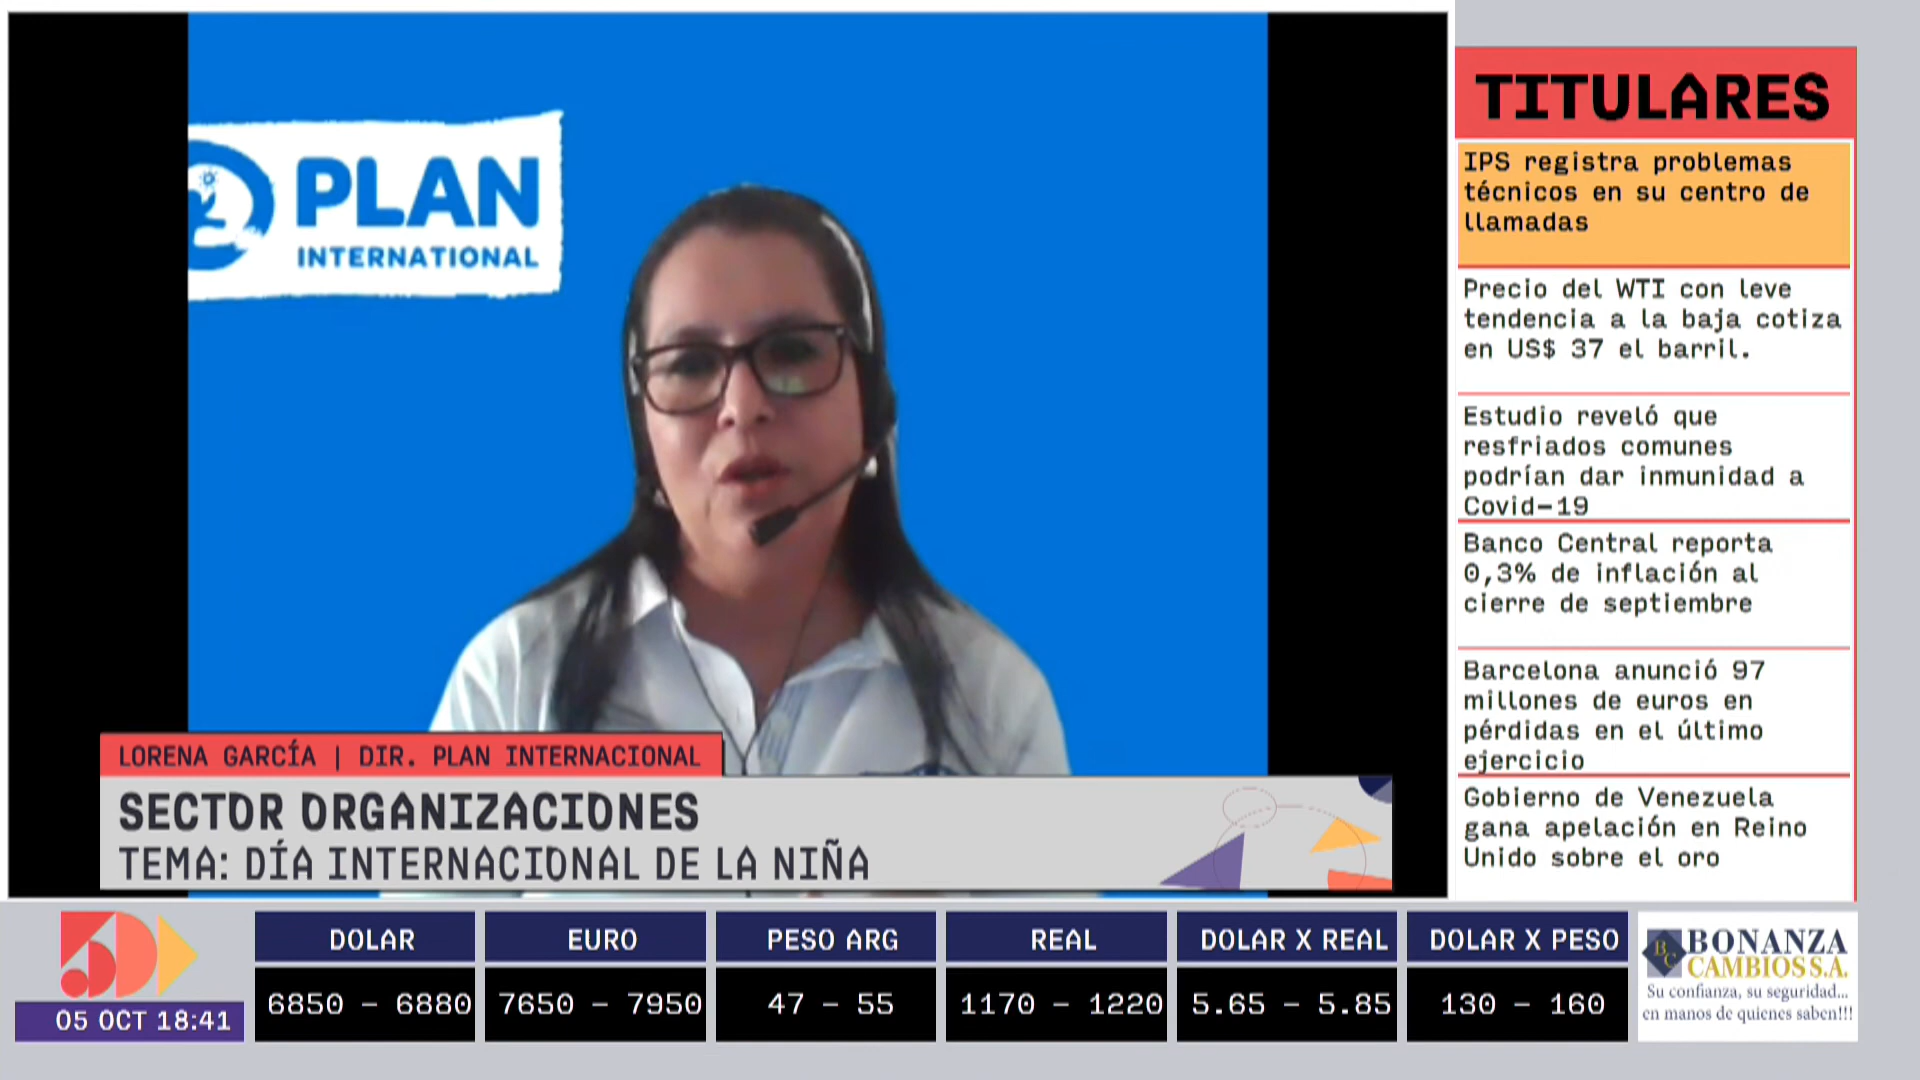 PLAN
INTERNATIONAL
LORENA GARCÍA | DIR. PLAN INTERNACIONAL
SECTOR ORGANIZACIONES
TEMA: DÍA INTERNACIONAL DE LA NIÑA
TITULARES
IPS registra problemas
técnicos en su centro de
llamadas
Precio del WTI con leve
tendencia a la baja cotiza
en US$ 37 el barril.
Estudio reveló que
resfriados comunes
podrían dar inmunidad a
Covid-19
Banco Central reporta
0,3% de inflación al
cierre de septiembre
Barcelona anunció 97
millones de euros en
pérdidas en el último
ejercicio
Gobierno de Venezuela
gana apelación en Reino
Unido sobre el oro
5D
05 OCT 18:41
DOLAR EURO PESO ARG REAL DOLAR X REAL DOLAR X PESO
6850 - 6880 7650 - 7950 47 - 55 1170 - 1220 5.65 - 5.85 130 - 160
BC
BONANZA
CAMBIOS S.A.
Su confianza, su seguridad...
en manos de quienes saben!!!